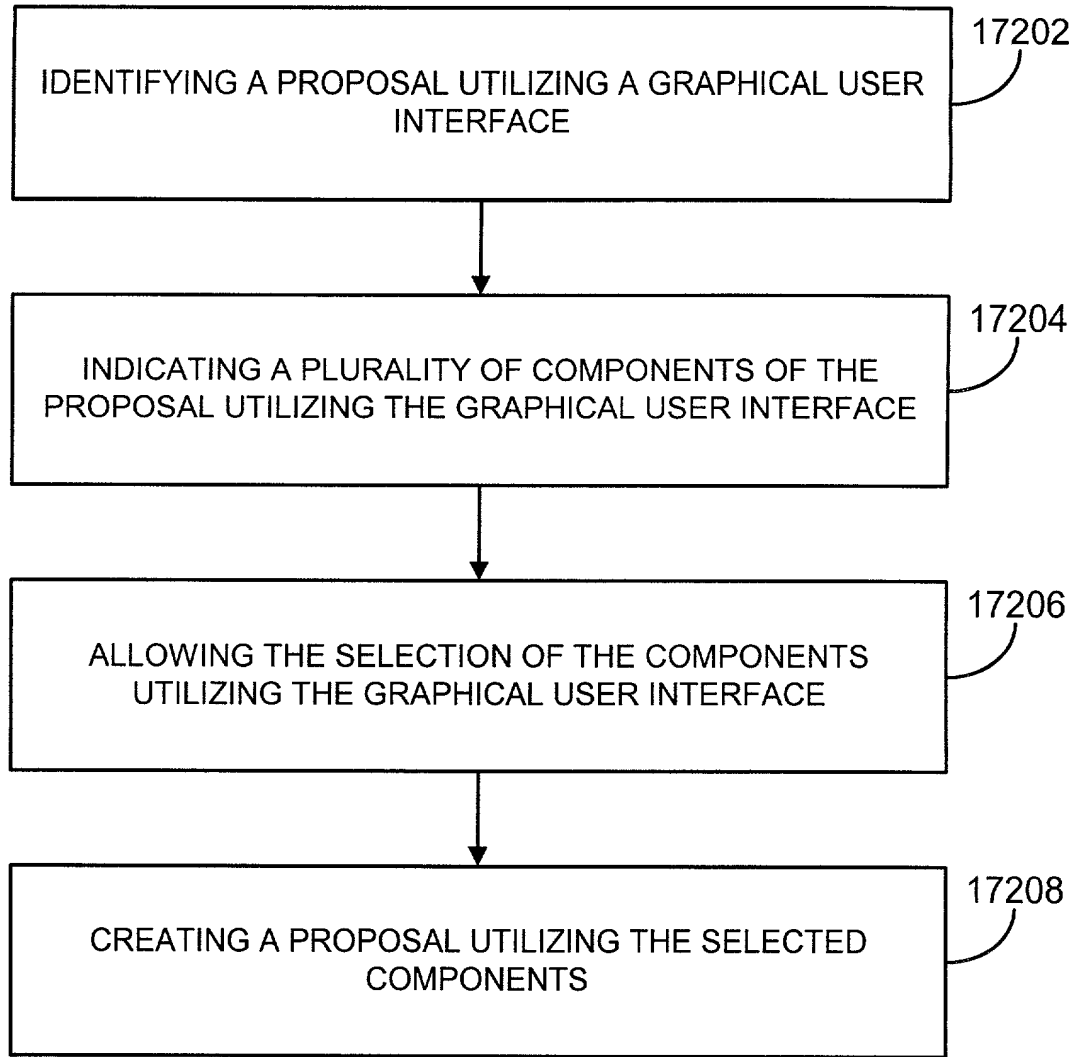 17202
IDENTIFYING A PROPOSAL UTILIZING A GRAPHICAL USER
INTERFACE
17204
INDICATING A PLURALITY OF COMPONENTS OF THE
PROPOSAL UTILIZING THE GRAPHICAL USER INTERFACE
17206
ALLOWING THE SELECTION OF THE COMPONENTS
UTILIZING THE GRAPHICAL USER INTERFACE
17208
CREATING A PROPOSAL UTILIZING THE SELECTED
COMPONENTS